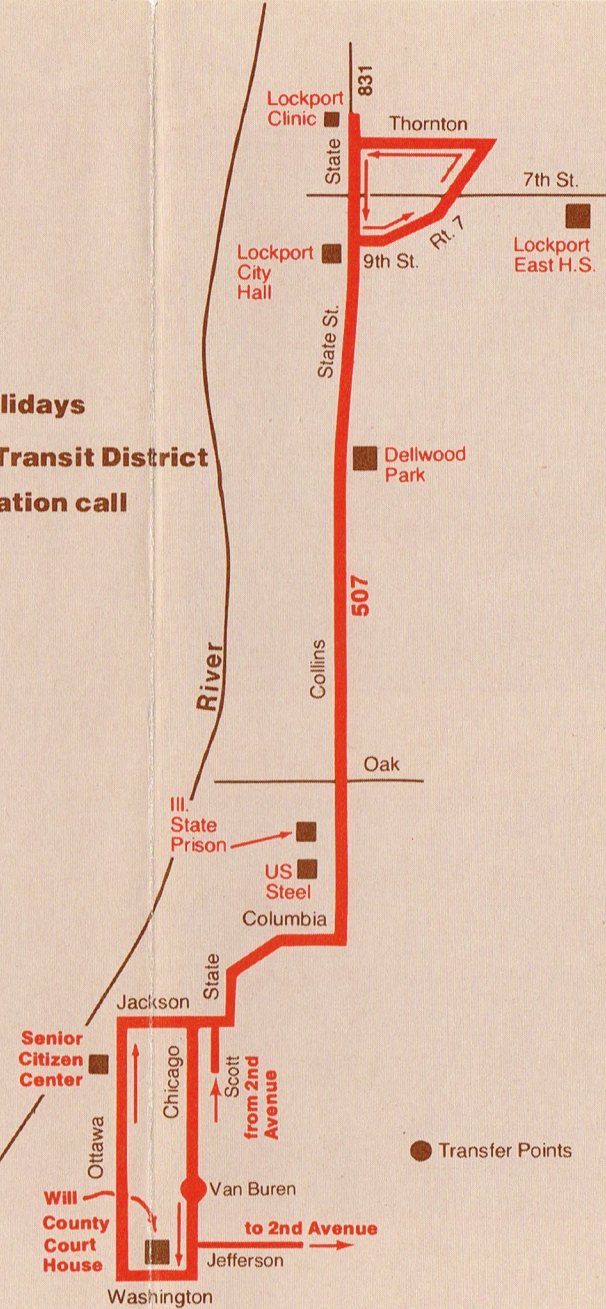 831
Lockport
Clinic
Thornton
State
7th St.
Rt. 7
Lockport
East H.S.
Lockport
City
Hall
9th St.
State St.
lidays
Transit District
ation call
Dellwood
Park
507
Collins
River
Oak
Ill.
State
Prison
US
Steel
Columbia
State
Jackson
Senior
Citizen
Center
Chicago
Scott
from 2nd
Avenue
Ottawa
Transfer Points
Van Buren
Will
County
Court
House
to 2nd Avenue
Jefferson
Washington